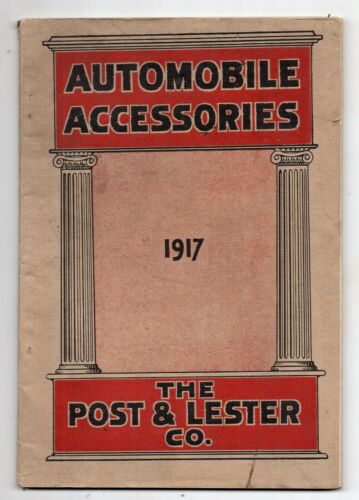 AUTOMOBILE
ACCESSORIES
1917
THE
POST & LESTER
CO.